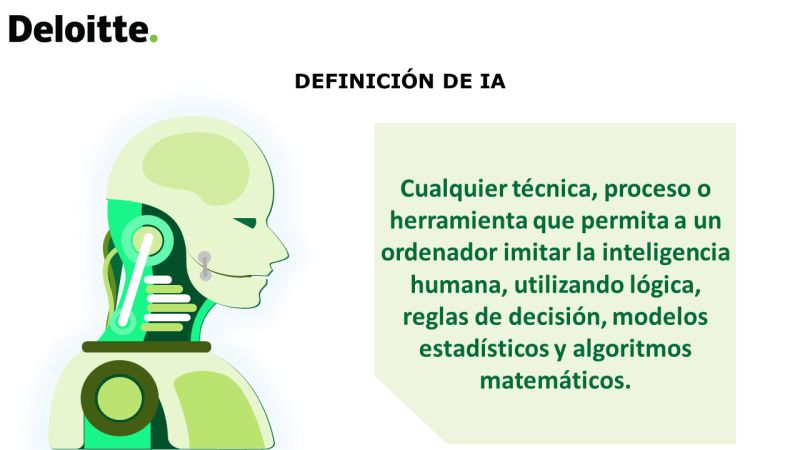 Deloitte.
DEFINICIÓN DE IA
Cualquier técnica, proceso o
herramienta que permita a un
ordenador imitar la inteligencia
humana, utilizando lógica,
reglas de decisión, modelos
estadísticos y algoritmos
matemáticos.